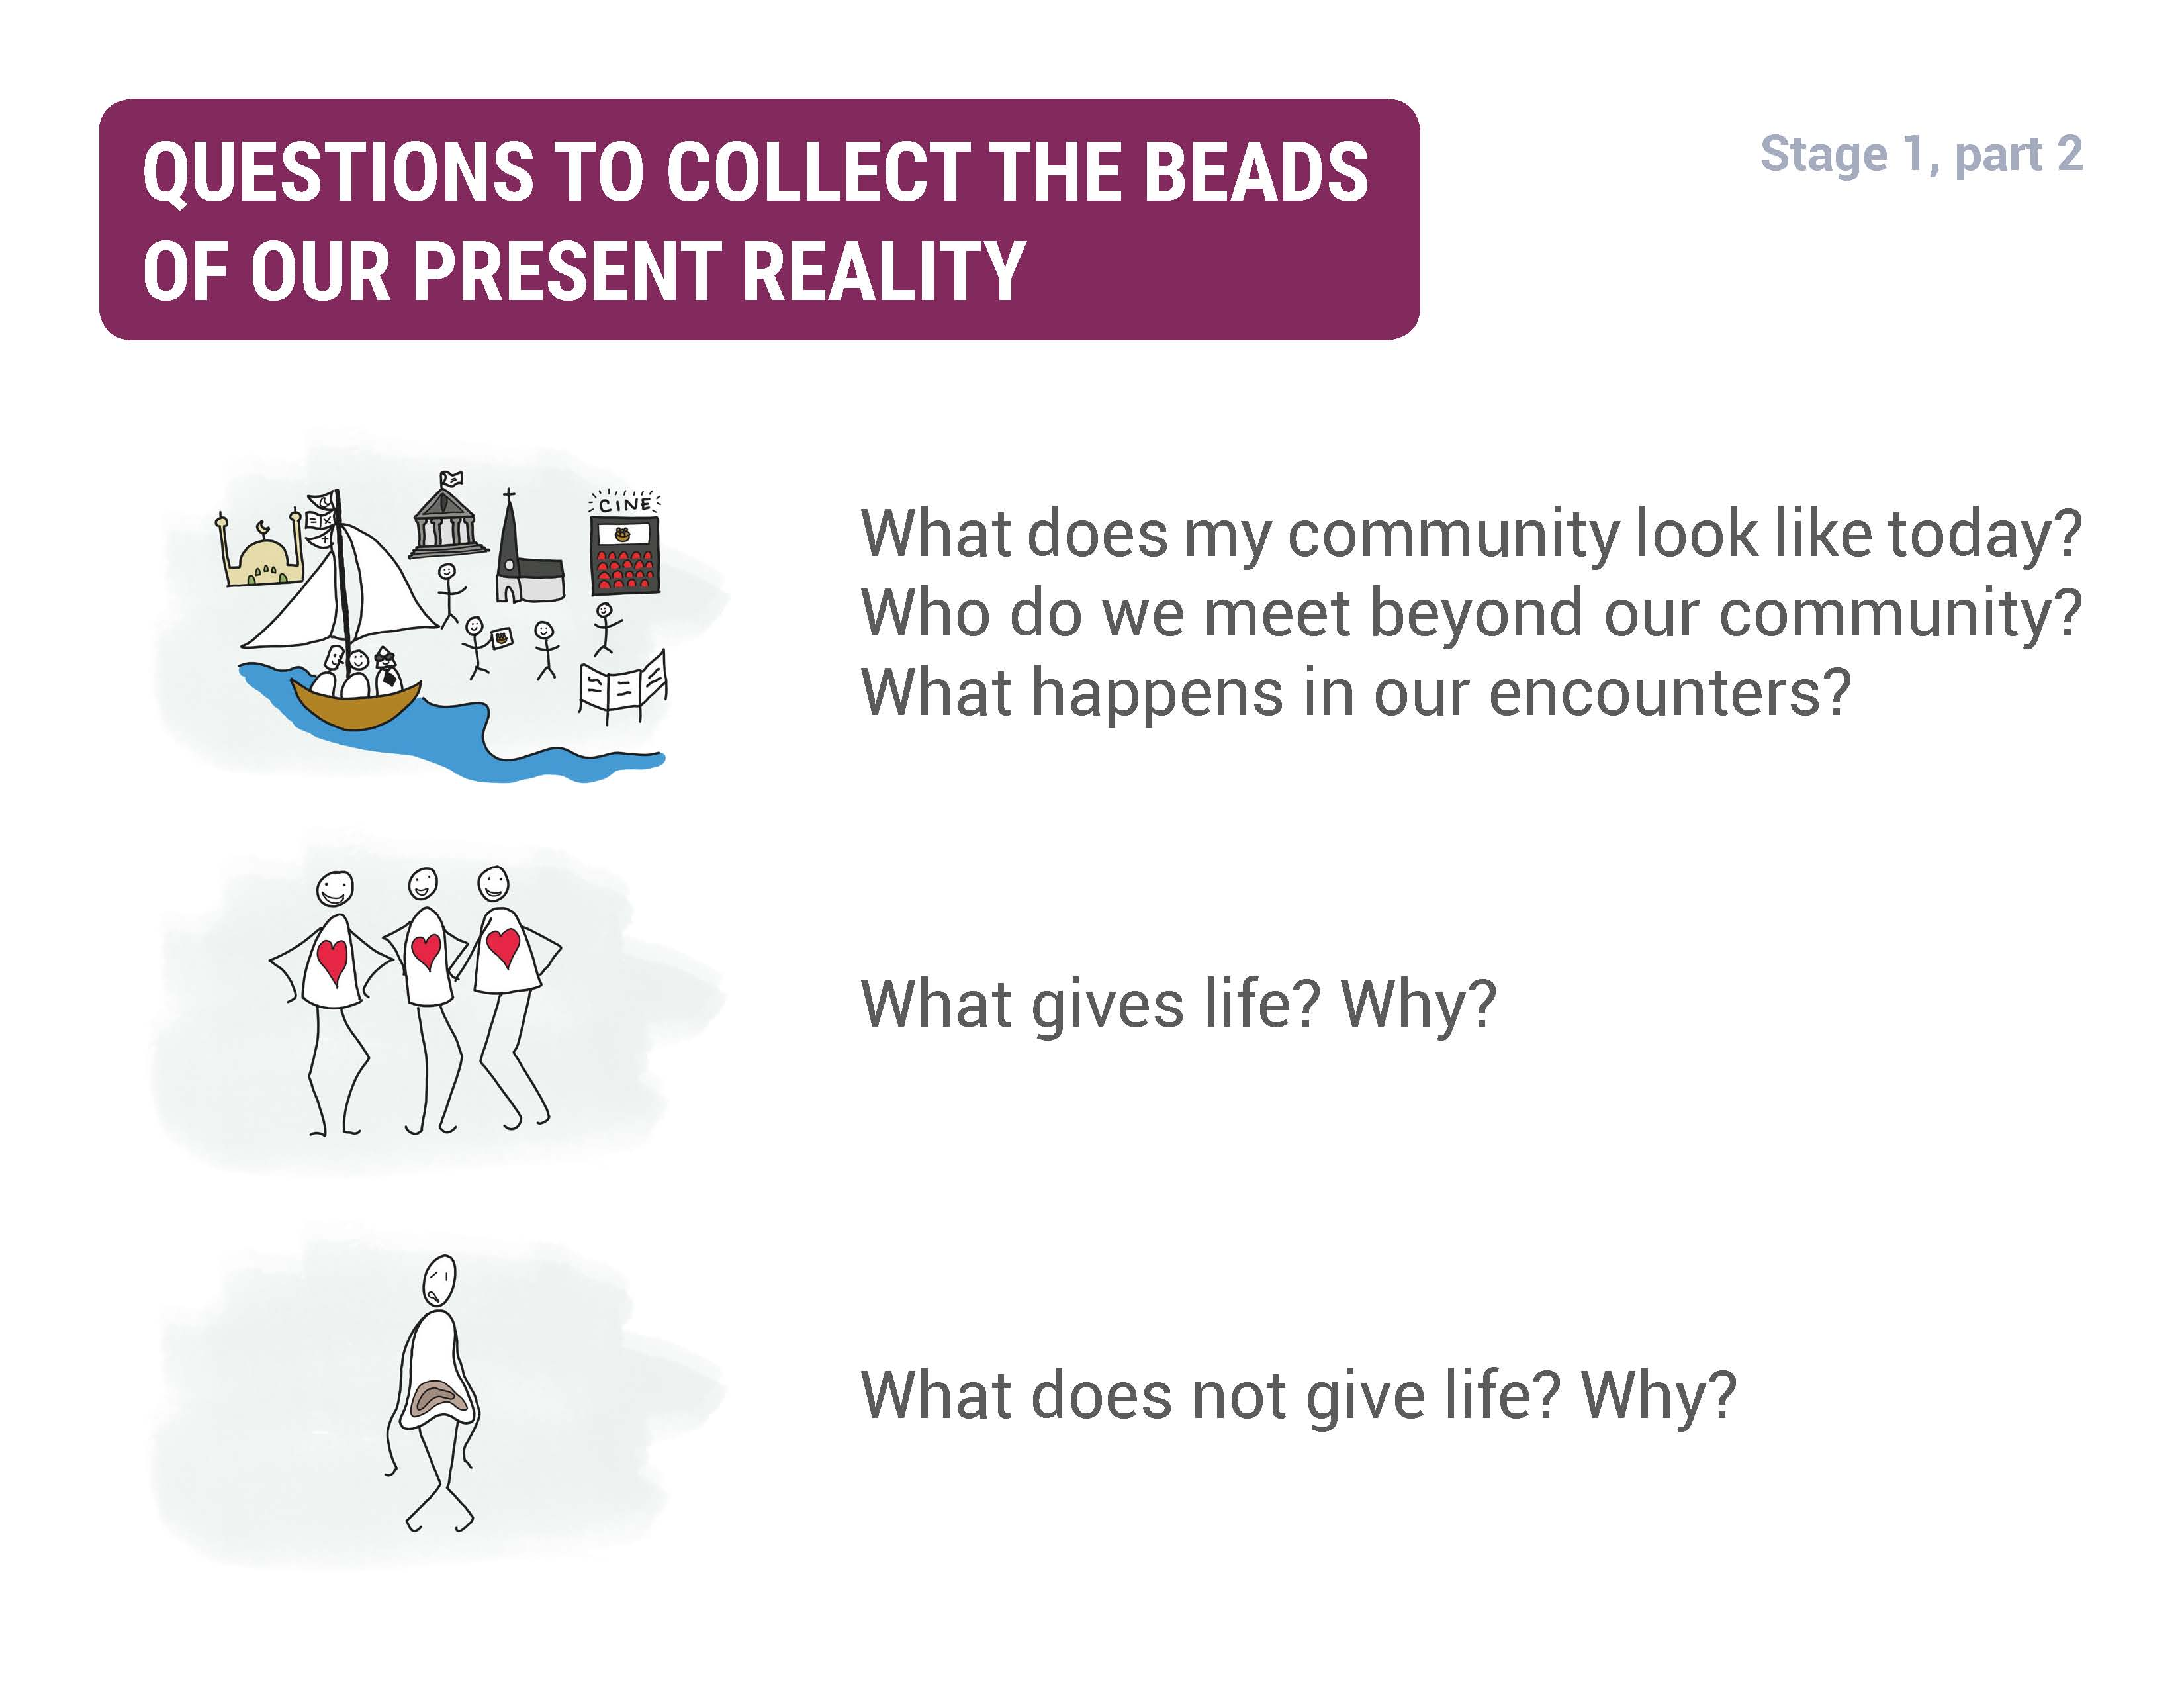 QUESTIONS TO COLLECT THE BEADS
OF OUR PRESENT REALITY
Stage 1, part 2
CINE
What does my community look like today?
Who do we meet beyond our community?
What happens in our encounters?
What gives life? Why?
What does not give life? Why?